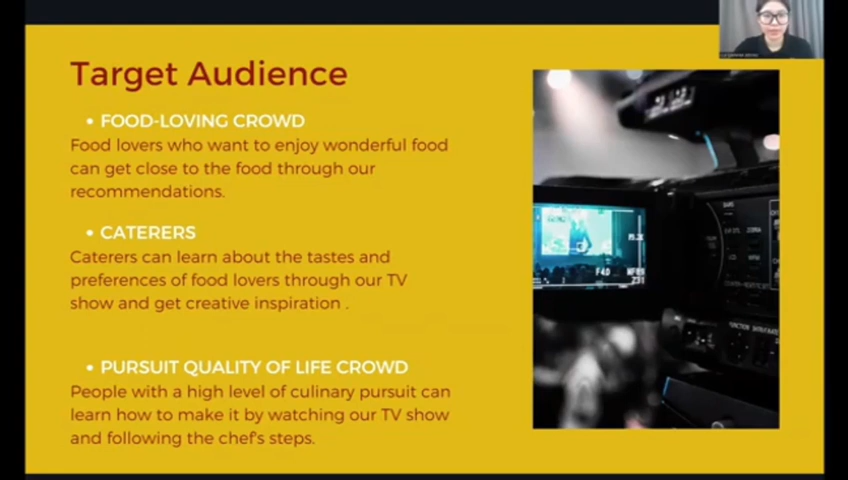 Target Audience
• FOOD-LOVING CROWD
Food lovers who want to enjoy wonderful food
can get close to the food through our
recommendations.
• CATERERS
Caterers can learn about the tastes and
preferences of food lovers through our TV
show and get creative inspiration .
• PURSUIT QUALITY OF LIFE CROWD
People with a high level of culinary pursuit can
learn how to make it by watching our TV show
and following the chef's steps.
F4.0